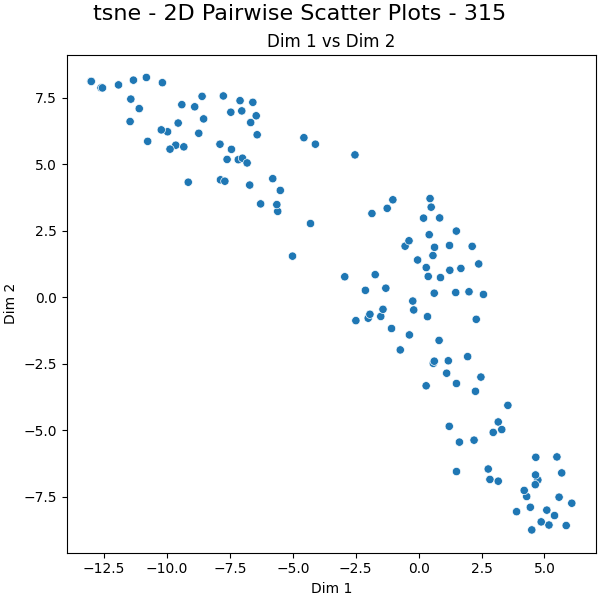 tsne - 2D Pairwise Scatter Plots - 315
Dim 1 vs Dim 2
7.5
5.0
2.5
0.0
−2.5
−5.0
−7.5
Dim 2
−12.5 −10.0 −7.5 −5.0 −2.5 0.0 2.5 5.0
Dim 1